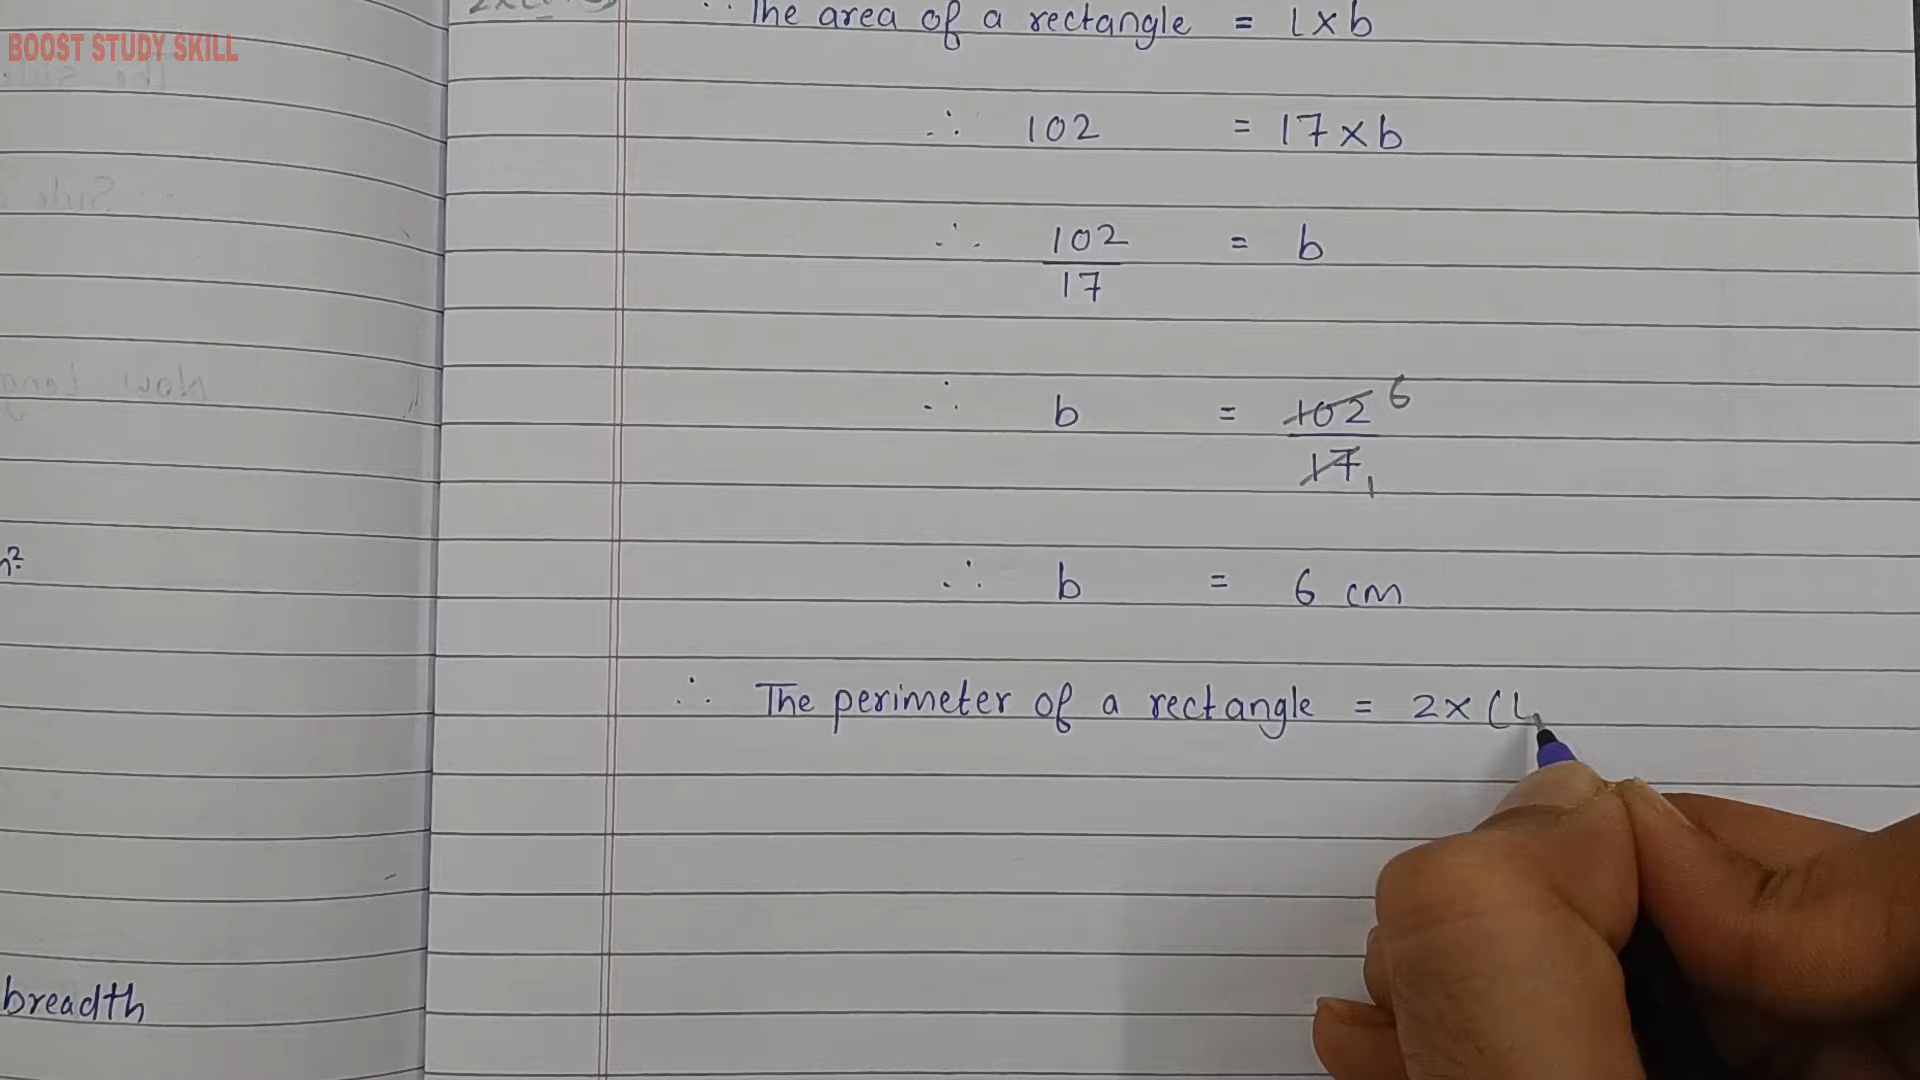 BOOST STUDY SKILL
∵ The area of a rectangle = l × b
∴ 102 = 17 × b
∴ 102/17 = b
∴ b = 102 6
17 1
∴ b = 6 cm
∴ The perimeter of a rectangle = 2 × (l
breadth